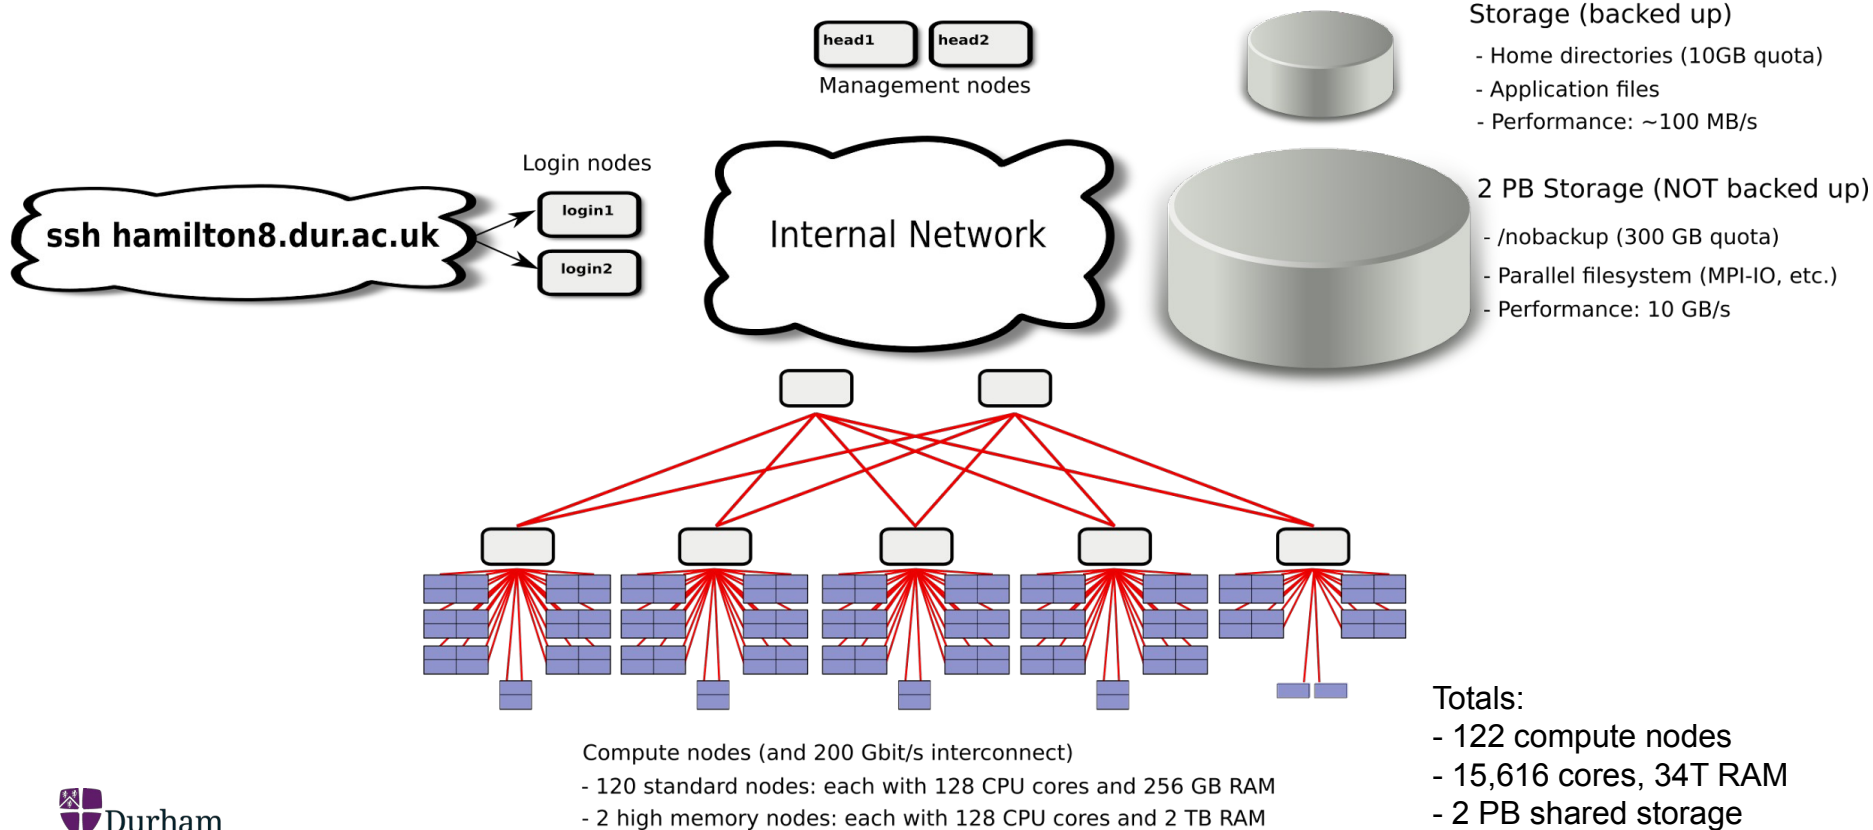 head1
head2
Management nodes
Storage (backed up)
- Home directories (10GB quota)
- Application files
- Performance: ~100 MB/s
Login nodes
ssh hamilton8.dur.ac.uk
login1
login2
Internal Network
2 PB Storage (NOT backed up)
- /nobackup (300 GB quota)
- Parallel filesystem (MPI-IO, etc.)
- Performance: 10 GB/s
Compute nodes (and 200 Gbit/s interconnect)
- 120 standard nodes: each with 128 CPU cores and 256 GB RAM
- 2 high memory nodes: each with 128 CPU cores and 2 TB RAM
Totals:
- 122 compute nodes
- 15,616 cores, 34T RAM
- 2 PB shared storage
Durham